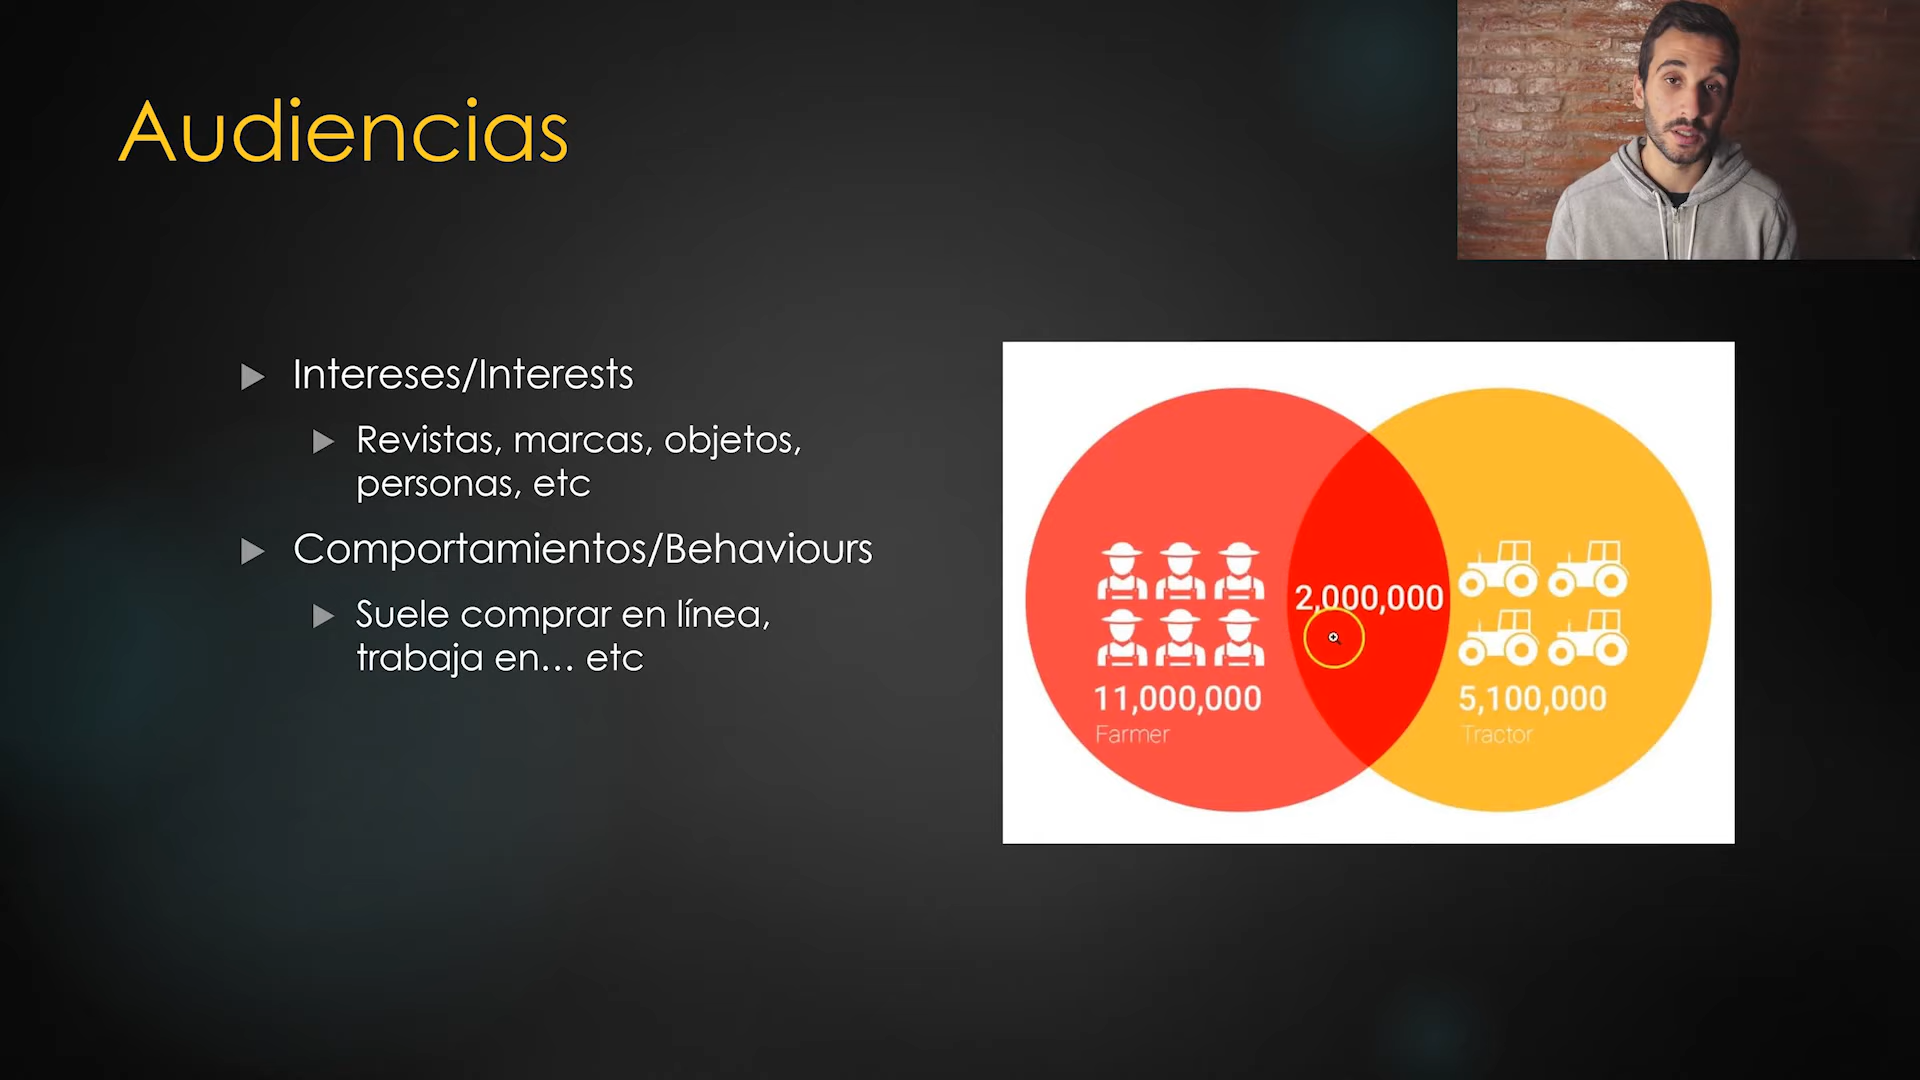 Audiencias
Intereses/Interests
Revistas, marcas, objetos,
personas, etc
Comportamientos/Behaviours
Suele comprar en línea,
trabaja en... etc
2,000,000
11,000,000
Farmer
5,100,000
Tractor